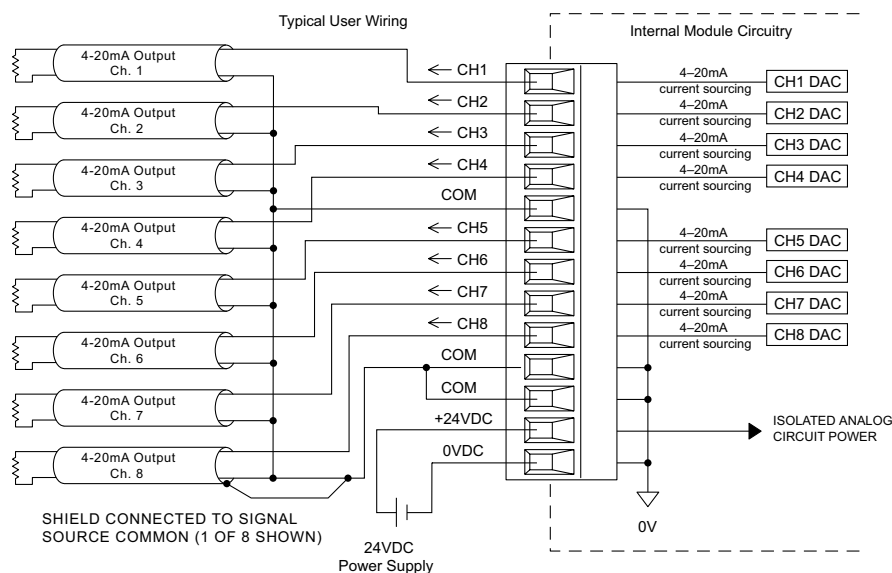 Typical User Wiring
Internal Module Circuitry
4-20mA Output
Ch. 1
4-20mA Output
Ch. 2
4-20mA Output
Ch. 3
4-20mA Output
Ch. 4
4-20mA Output
Ch. 5
4-20mA Output
Ch. 6
4-20mA Output
Ch. 7
4-20mA Output
Ch. 8
CH1
CH2
CH3
CH4
COM
CH5
CH6
CH7
CH8
COM
COM
+24VDC
0VDC
4–20mA
current sourcing
CH1 DAC
4–20mA
current sourcing
CH2 DAC
4–20mA
current sourcing
CH3 DAC
4–20mA
current sourcing
CH4 DAC
4–20mA
current sourcing
CH5 DAC
4–20mA
current sourcing
CH6 DAC
4–20mA
current sourcing
CH7 DAC
4–20mA
current sourcing
CH8 DAC
ISOLATED ANALOG
CIRCUIT POWER
0V
SHIELD CONNECTED TO SIGNAL
SOURCE COMMON (1 OF 8 SHOWN)
24VDC
Power Supply